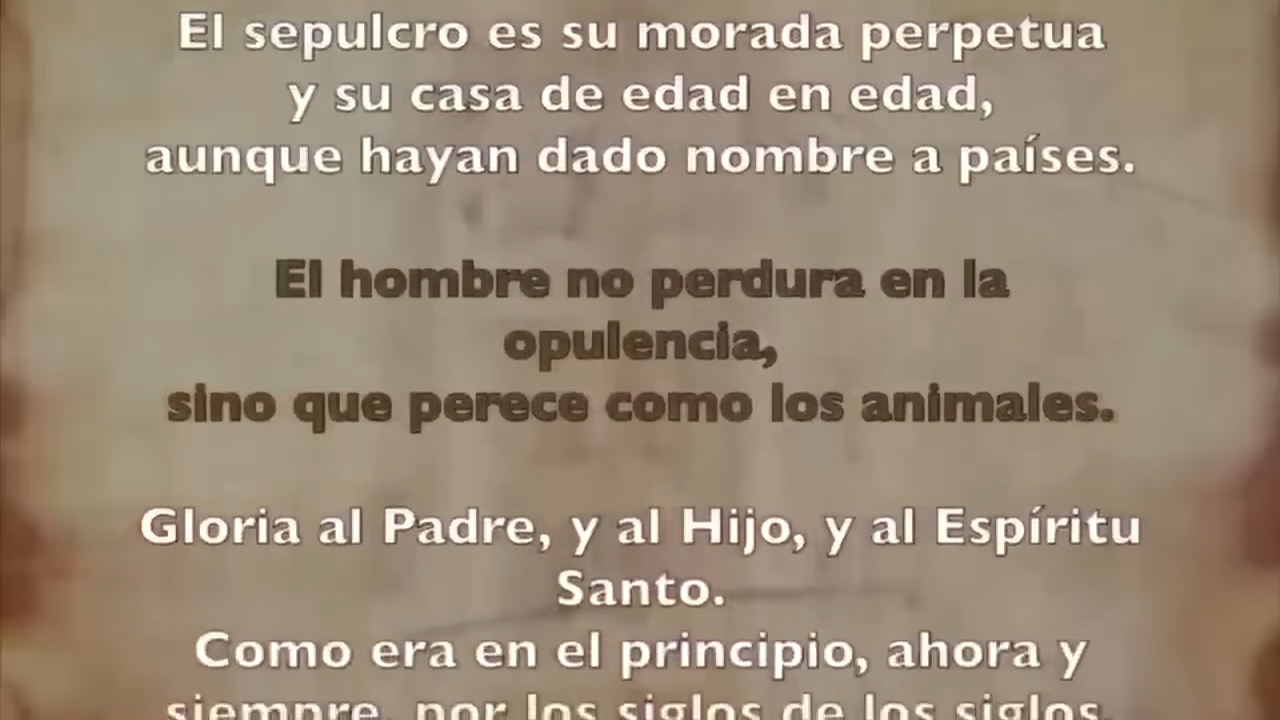 El sepulcro es su morada perpetua
y su casa de edad en edad,
aunque hayan dado nombre a países.
El hombre no perdura en la
opulencia,
sino que perece como los animales.
Gloria al Padre, y al Hijo, y al Espíritu
Santo.
Como era en el principio, ahora y
siempre, por los siglos de los siglos.